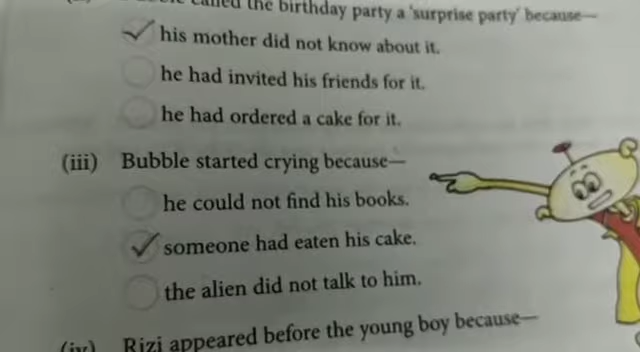 called the birthday party a 'surprise party' because—
his mother did not know about it.
he had invited his friends for it.
he had ordered a cake for it.
(iii) Bubble started crying because—
he could not find his books.
someone had eaten his cake.
the alien did not talk to him.
(iv) Rizi appeared before the young boy because—